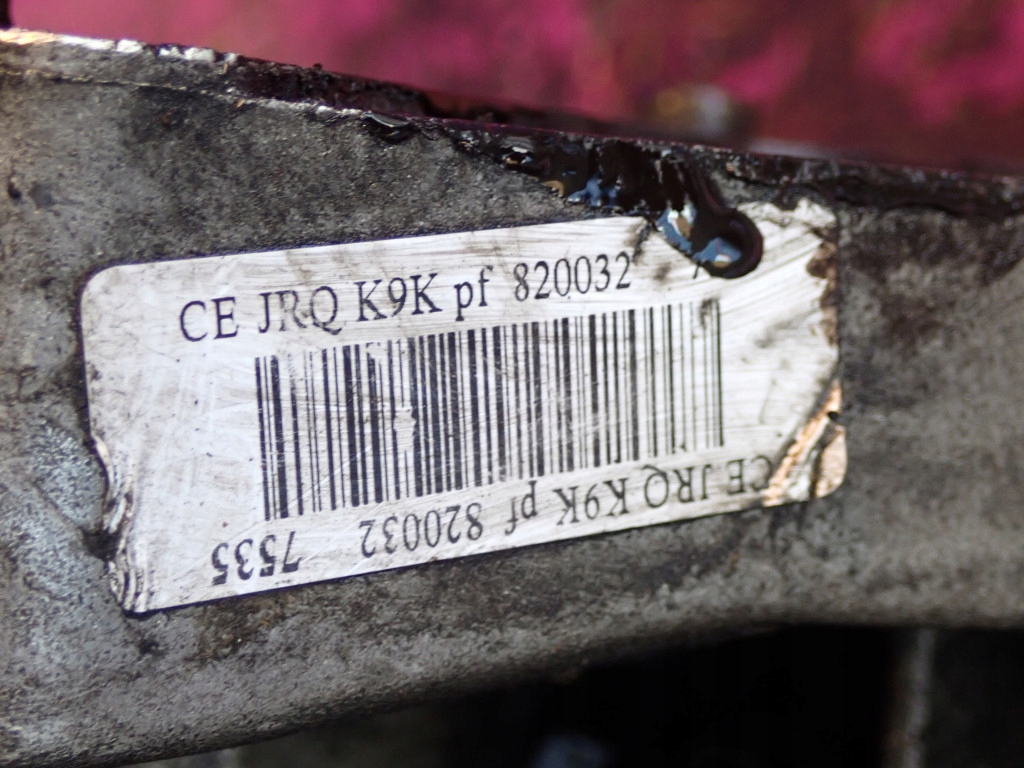 CE JRQ K9K pf 820032
CE JRQ K9K pf 820032 7535